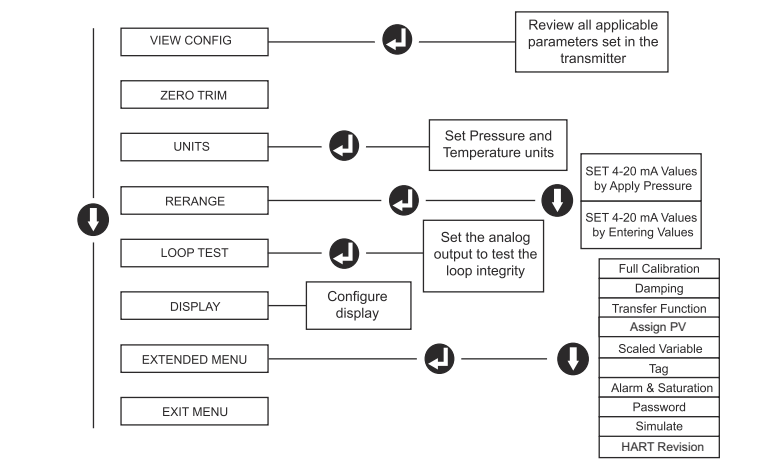 VIEW CONFIG
Review all applicable
parameters set in the
transmitter
ZERO TRIM
UNITS
Set Pressure and
Temperature units
RERANGE
SET 4-20 mA Values
by Apply Pressure
SET 4-20 mA Values
by Entering Values
LOOP TEST
Set the analog
output to test the
loop integrity
DISPLAY
Configure
display
EXTENDED MENU
Full Calibration
Damping
Transfer Function
Assign PV
Scaled Variable
Tag
Alarm & Saturation
Password
Simulate
HART Revision
EXIT MENU